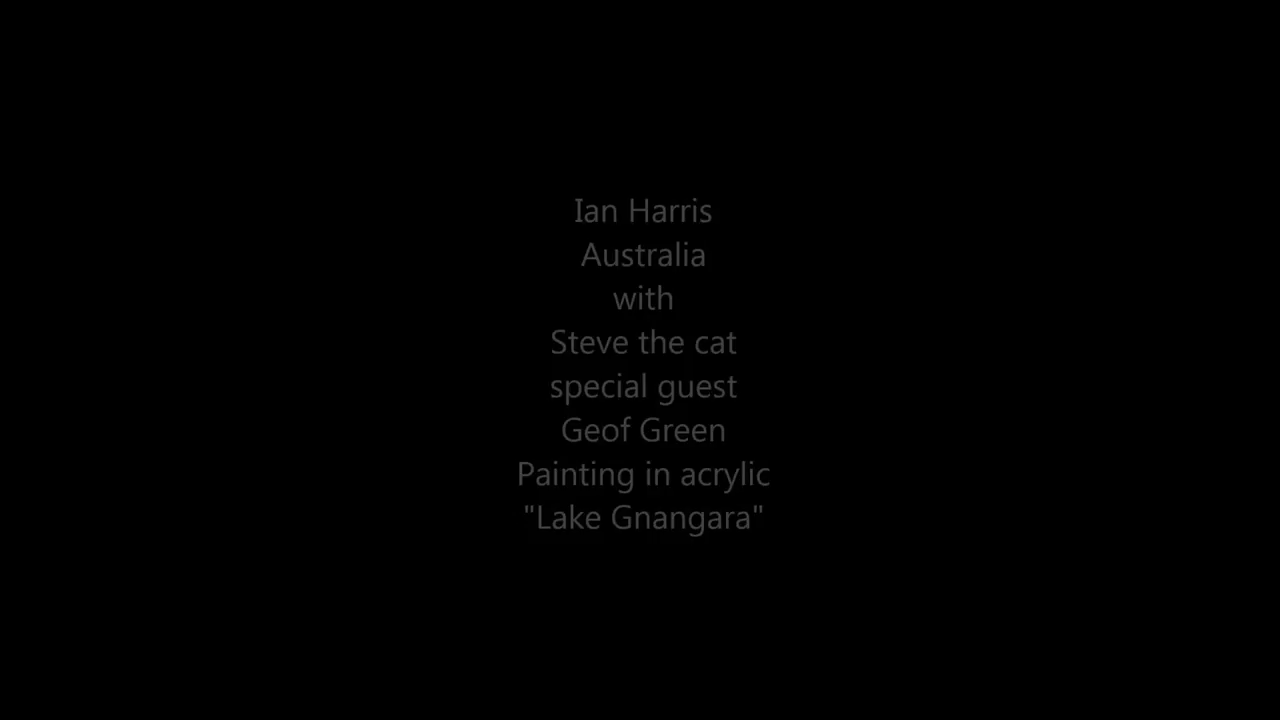 Ian Harris
Australia
with
Steve the cat
special guest
Geof Green
Painting in acrylic
"Lake Gnangara"